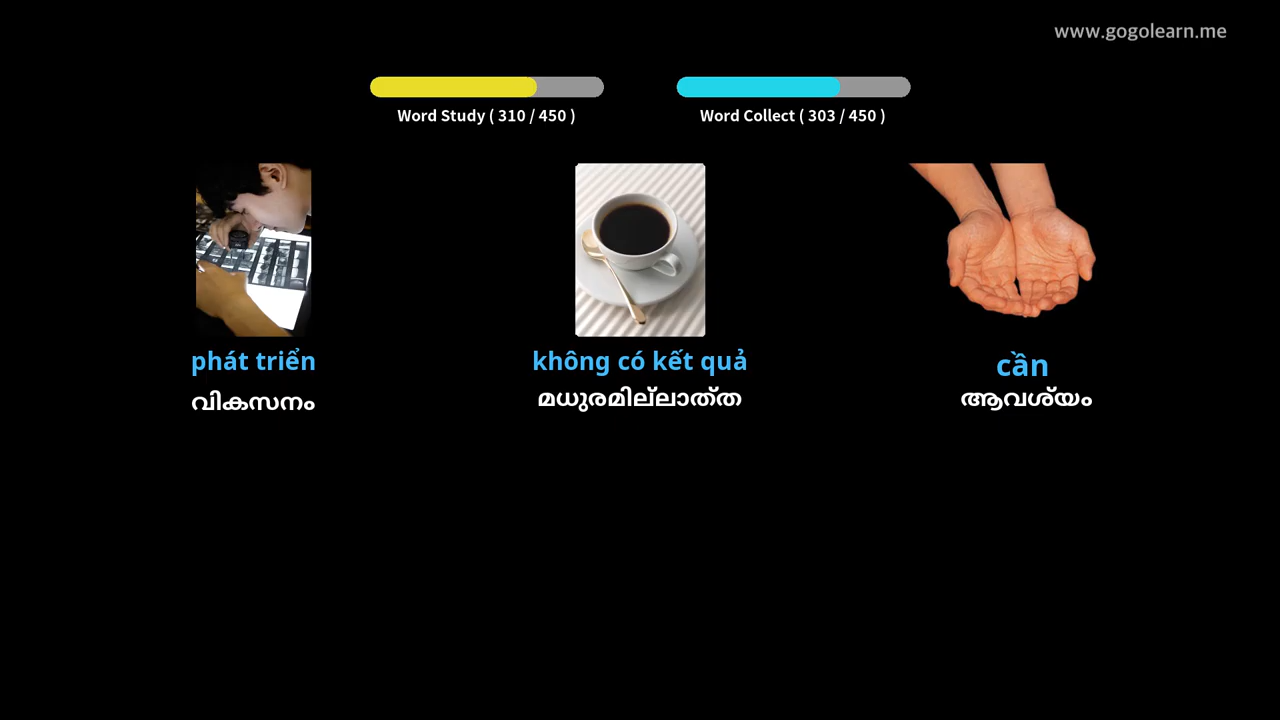 www.gogolearn.me
Word Study ( 310 / 450 )
Word Collect ( 303 / 450 )
phát triển
വികസനം
không có kết quả
മധുരമില്ലാത്ത
cần
ആവശ്യം